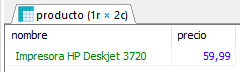 producto (1r × 2c)
nombre precio
Impresora HP Deskjet 3720 59,99